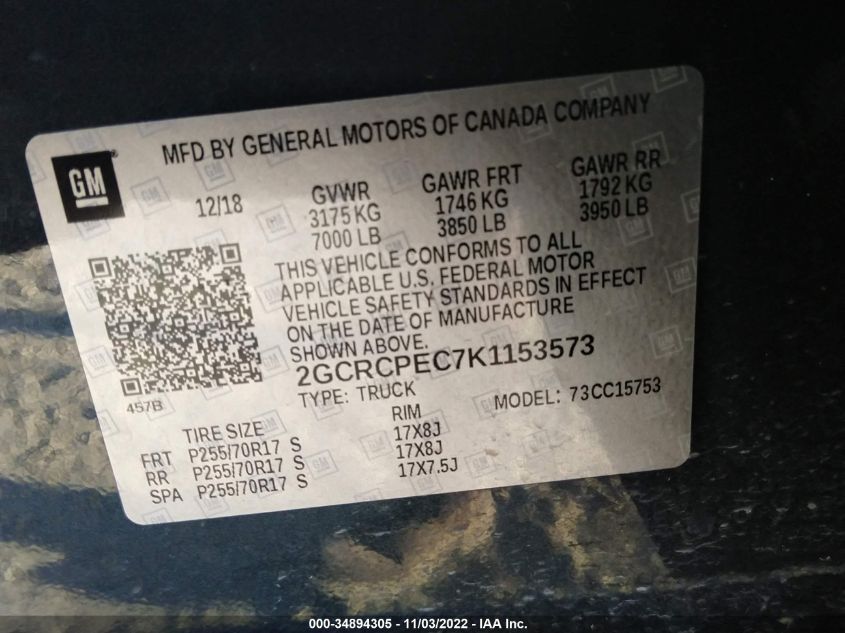 MFD BY GENERAL MOTORS OF CANADA COMPANY
GM
12/18
GVWR
3175 KG
7000 LB
GAWR FRT
1746 KG
3850 LB
GAWR RR
1792 KG
3950 LB
THIS VEHICLE CONFORMS TO ALL
APPLICABLE U.S. FEDERAL MOTOR
VEHICLE SAFETY STANDARDS IN EFFECT
ON THE DATE OF MANUFACTURE
SHOWN ABOVE.
2GCRCPEC7K1153573
457B
TYPE: TRUCK
MODEL: 73CC15753
TIRE SIZE RIM
FRT P255/70R17 S 17X8J
RR P255/70R17 S 17X8J
SPA P255/70R17 S 17X7.5J
000-34894305 - 11/03/2022 - IAA Inc.